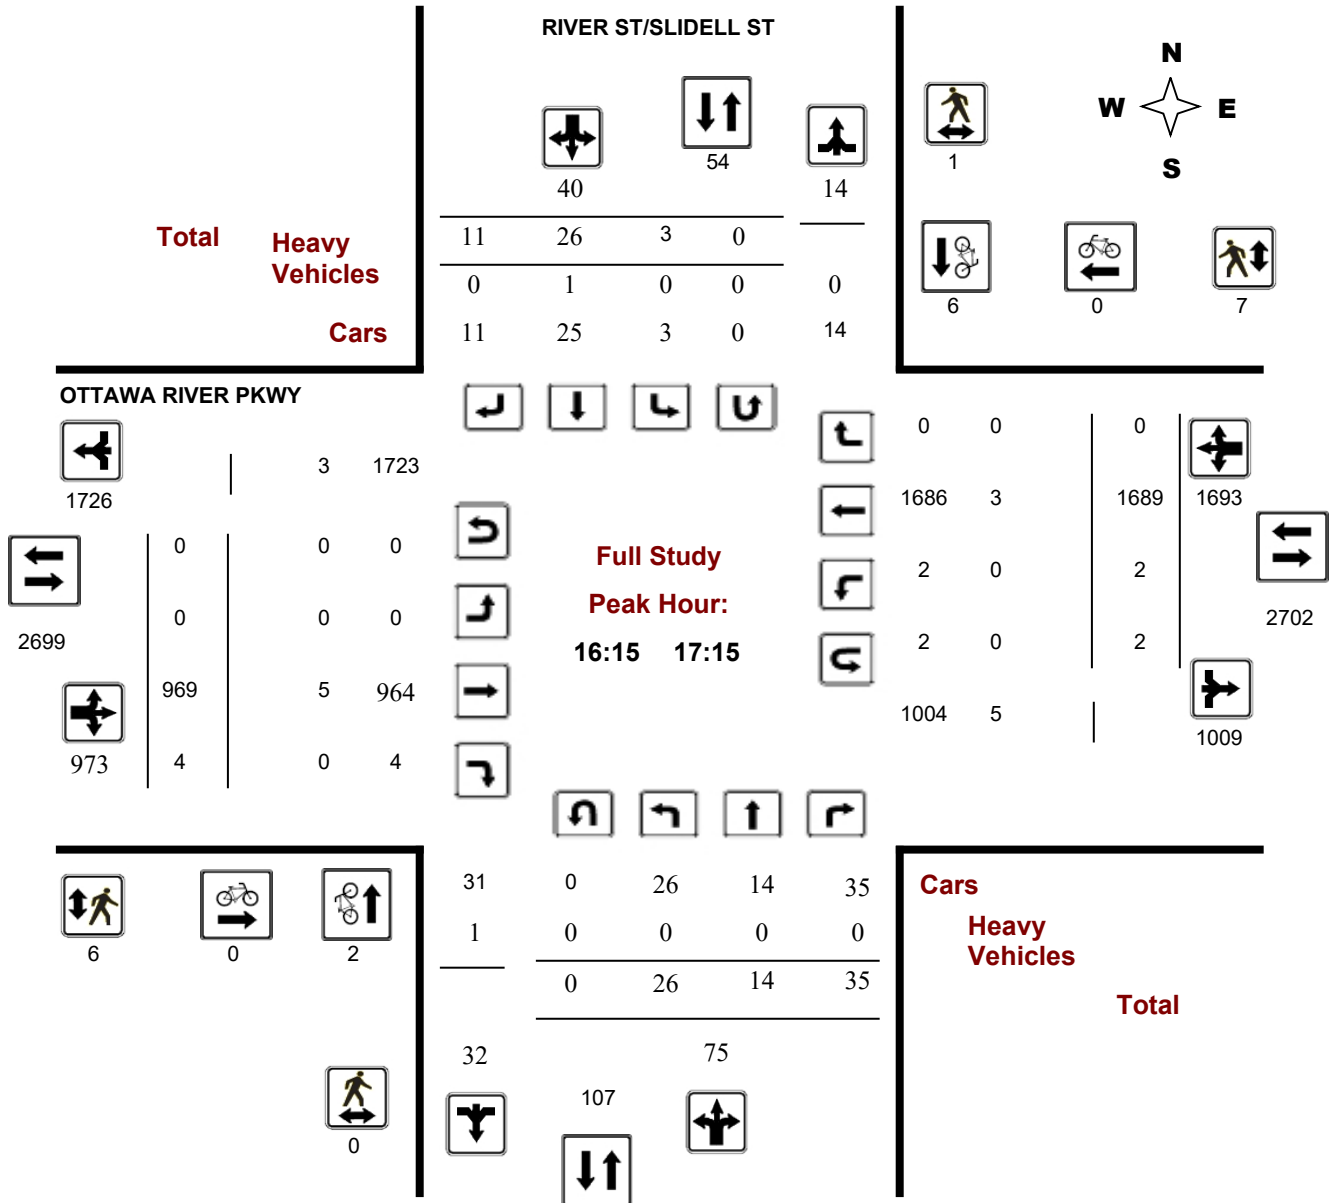 RIVER ST/SLIDELL ST
N
W E
S
54
1
40 14
Total Heavy Vehicles
11 26 3 0
0 1 0 0 0
Cars
11 25 3 0 14
6 0 7
OTTAWA RIVER PKWY
3 1723
1726
0 0 0
0 0 0
2699
969 5 964
973 4 0 4
Full Study
Peak Hour:
16:15 17:15
0 0 0
1686 3 1689 1693
2 0 2
2702
2 0 2
1004 5
1009
31 0 26 14 35
1 0 0 0 0
0 26 14 35
32 75
107
Cars
Heavy
Vehicles
Total
6 0 2
0